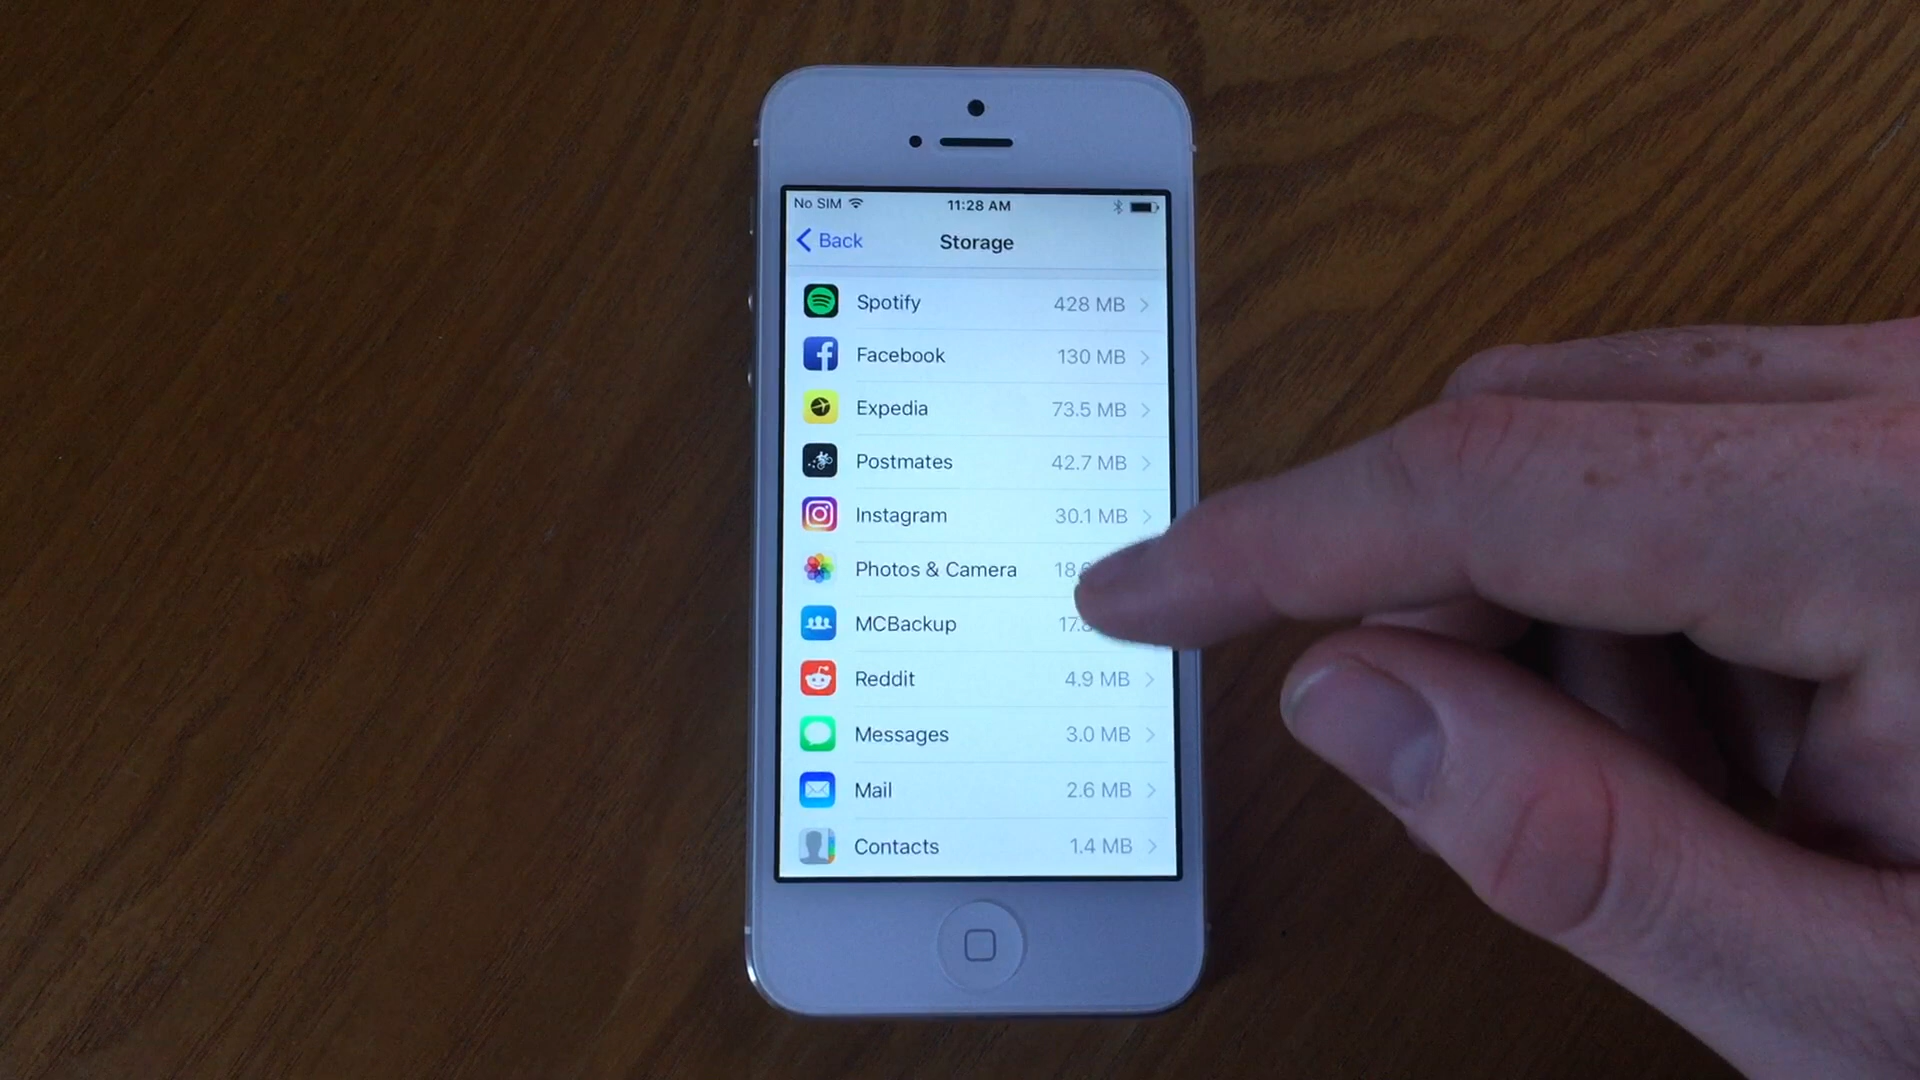 No SIM 11:28 AM
Back Storage
Spotify 428 MB
Facebook 130 MB
Expedia 73.5 MB
Postmates 42.7 MB
Instagram 30.1 MB
Photos & Camera
MCBackup
Reddit 4.9 MB
Messages 3.0 MB
Mail 2.6 MB
Contacts 1.4 MB